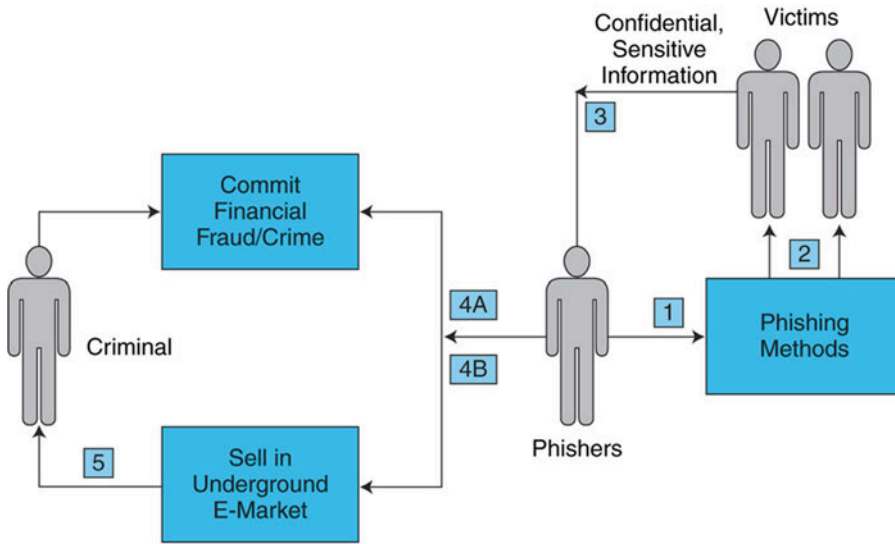 Victims
Confidential,
Sensitive
Information
3
Commit
Financial
Fraud/Crime
2
4A
1
Phishing
Methods
Criminal
4B
Phishers
5
Sell in
Underground
E-Market